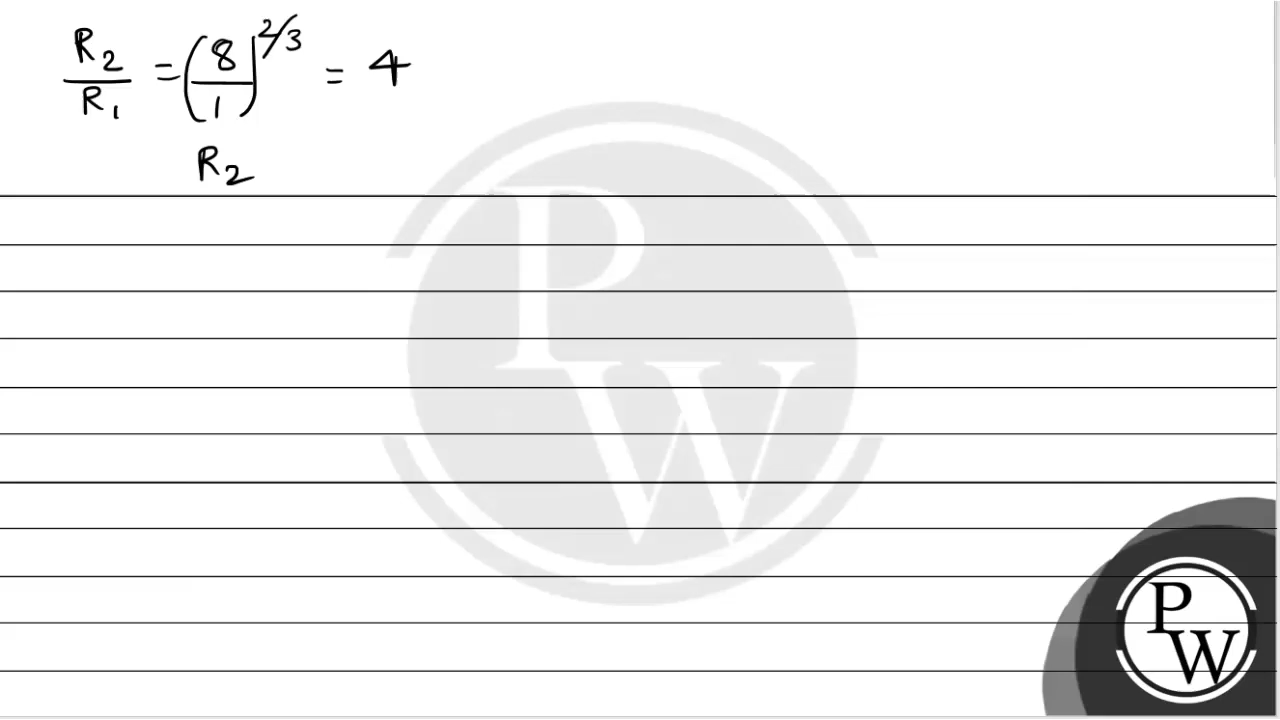 R₂/R₁ = (8/1)^2/3 = 4
R₂
P
W
P
W